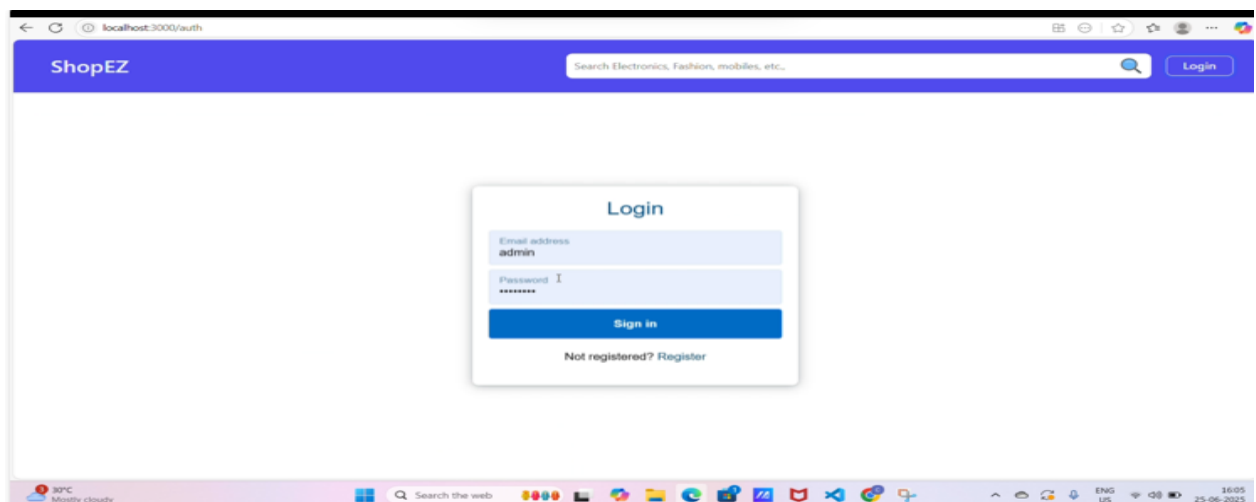 localhost:3000/auth
ShopEZ
Search Electronics, Fashion, mobiles, etc.,
Login
Login
Email address
admin
Password
••••••••
Sign in
Not registered? Register
3
30°C
Mostly cloudy
Search the web
ENG
US
16:05
25-06-2025